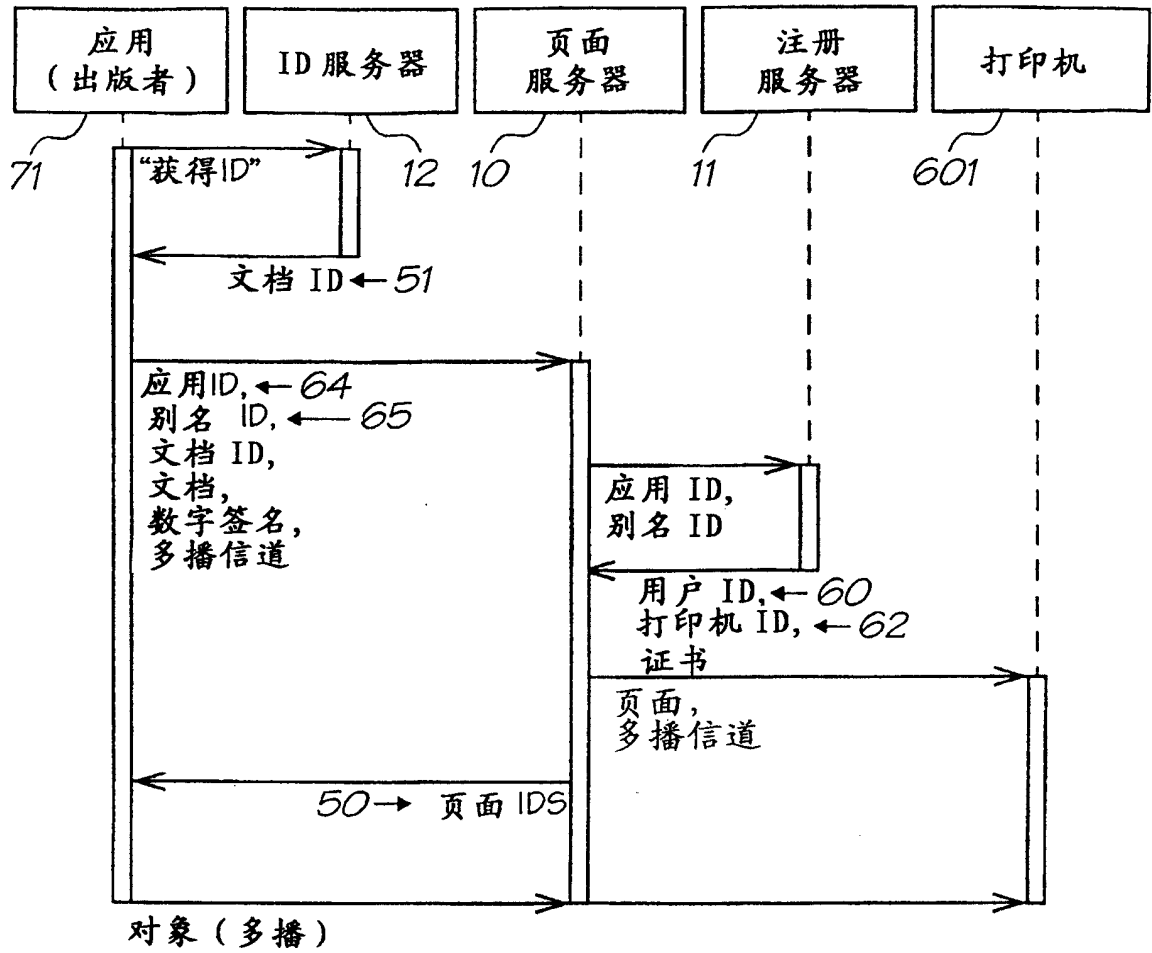 应用
（出版者）
ID服务器
页面
服务器
注册
服务器
打印机
71
12
10
11
601
“获得ID”
文档 ID
51
应用ID,
64
别名 ID,
65
文档 ID,
文档,
数字签名,
多播信道
应用 ID,
别名 ID
用户 ID,
60
打印机 ID,
62
证书
页面,
多播信道
50
页面 IDS
对象（多播）